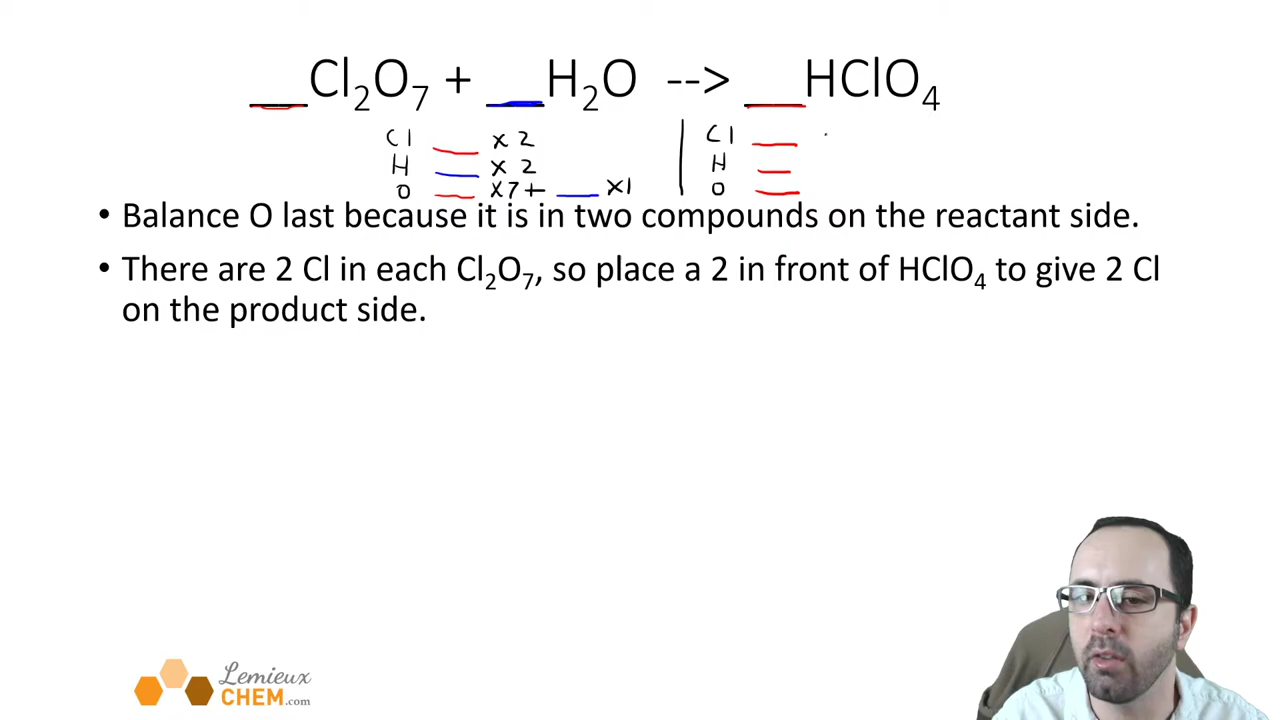 __Cl₂O₇ + __H₂O --> __HClO₄
Cl __ x 2 | Cl __
H __ x 2 | H __
O __ x7+ __ x1 | O __
• Balance O last because it is in two compounds on the reactant side.
• There are 2 Cl in each Cl₂O₇, so place a 2 in front of HClO₄ to give 2 Cl
on the product side.
Lemieux
CHEM.com